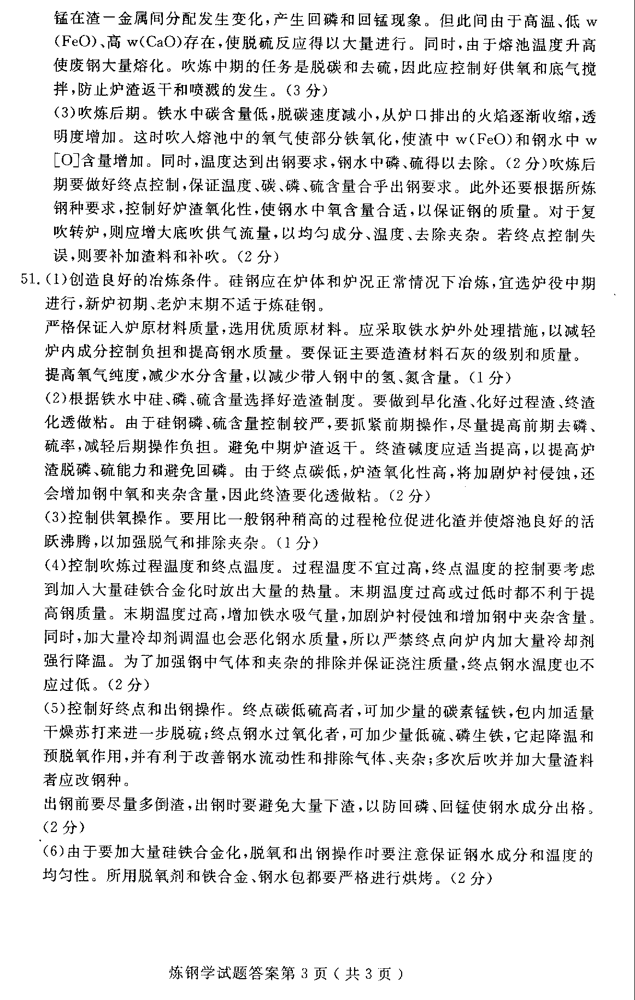 锰在渣－金属间分配发生变化,产生回磷和回锰现象。但此间由于高温、低 w
(FeO)、高 w(CaO)存在,使脱硫反应得以大量进行。同时,由于熔池温度升高
使废钢大量熔化。吹炼中期的任务是脱碳和去硫,因此应控制好供氧和底气搅
拌,防止炉渣返干和喷溅的发生。(3 分)
(3)吹炼后期。铁水中碳含量低,脱碳速度减小,从炉口排出的火焰逐渐收缩,透
明度增加。这时吹人熔池中的氧气使部分铁氧化,使渣中 w(FeO)和钢水中 w
[O]含量增加。同时,温度达到出钢要求,钢水中磷、硫得以去除。(2 分)吹炼后
期要做好终点控制,保证温度、碳、磷、硫含量合乎出钢要求。此外还要根据所炼
钢种要求,控制好炉渣氧化性,使钢水中氧含量合适,以保证钢的质量。对于复
吹转炉,则应增大底吹供气流量,以均匀成分、温度、去除夹杂。若终点控制失
误,则要补加渣料和补吹。(2 分)
51. (1)创造良好的冶炼条件。硅钢应在炉体和炉况正常情况下冶炼,宜选炉役中期
进行,新炉初期、老炉末期不适于炼硅钢。
严格保证入炉原材料质量,选用优质原材料。应采取铁水炉外处理措施,以减轻
炉内成分控制负担和提高钢水质量。要保证主要造渣材料石灰的级别和质量。
提高氧气纯度,减少水分含量,以减少带人钢中的氢、氮含量。(1 分)
(2)根据铁水中硅、磷、硫含量选择好造渣制度。要做到早化渣、化好过程渣、终渣
化透做粘。由于硅钢磷、硫含量控制较严,要抓紧前期操作,尽量提高前期去磷、
硫率,减轻后期操作负担。避免中期炉渣返干。终渣碱度应适当提高,以提高炉
渣脱磷、硫能力和避免回磷。由于终点碳低,炉渣氧化性高,将加剧炉衬侵蚀,还
会增加钢中氧和夹杂含量,因此终渣要化透做粘。(2 分)
(3)控制供氧操作。要用比一般钢种稍高的过程枪位促进化渣并使熔池良好的活
跃沸腾,以加强脱气和排除夹杂。(1 分)
(4)控制吹炼过程温度和终点温度。过程温度不宜过高,终点温度的控制要考虑
到加入大量硅铁合金化时放出大量的热量。末期温度过高或过低时都不利于提
高钢质量。末期温度过高,增加铁水吸气量,加剧炉衬侵蚀和增加钢中夹杂含量。
同时,加大量冷却剂调温也会恶化钢水质量,所以严禁终点向炉内加大量冷却剂
强行降温。为了加强钢中气体和夹杂的排除并保证浇注质量,终点钢水温度也不
应过低。(2 分)
(5)控制好终点和出钢操作。终点碳低硫高者,可加少量的碳素锰铁,包内加适量
干燥苏打来进一步脱硫;终点钢水过氧化者,可加少量低硫、磷生铁,它起降温和
预脱氧作用,并有利于改善钢水流动性和排除气体、夹杂;多次后吹并加大量渣料
者应改钢种。
出钢前要尽量多倒渣,出钢时要避免大量下渣,以防回磷、回锰使钢水成分出格。
(2 分)
(6)由于要加大量硅铁合金化,脱氧和出钢操作时要注意保证钢水成分和温度的
均匀性。所用脱氧剂和铁合金、钢水包都要严格进行烘烤。(2 分)
炼钢学试题答案第 3 页 ( 共 3 页 )